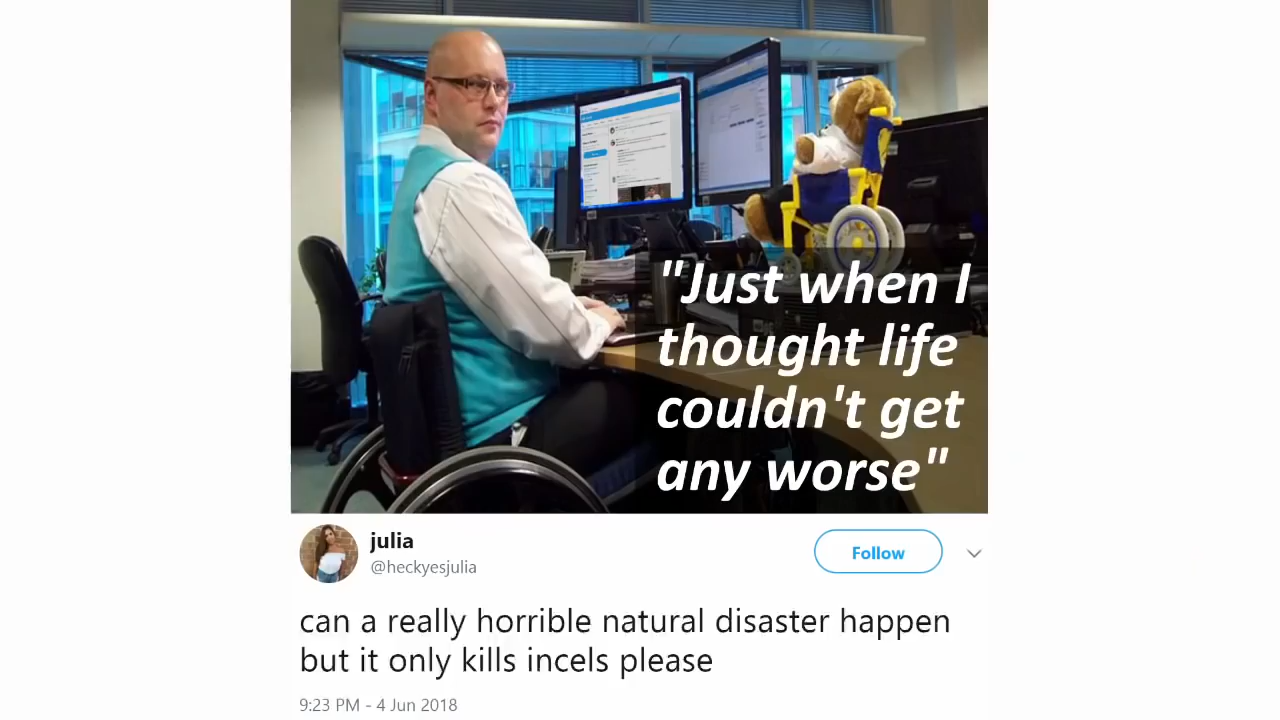 "Just when I
thought life
couldn't get
any worse"
julia
@heckyesjulia
Follow
can a really horrible natural disaster happen
but it only kills incels please
9:23 PM - 4 Jun 2018